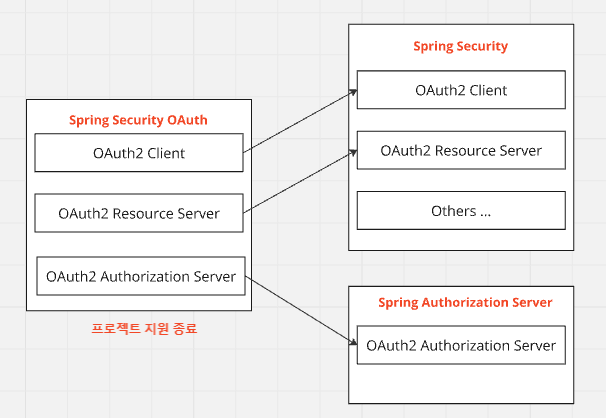 Spring Security OAuth
OAuth2 Client
OAuth2 Resource Server
OAuth2 Authorization Server
프로젝트 지원 종료
Spring Security
OAuth2 Client
OAuth2 Resource Server
Others ...
Spring Authorization Server
OAuth2 Authorization Server